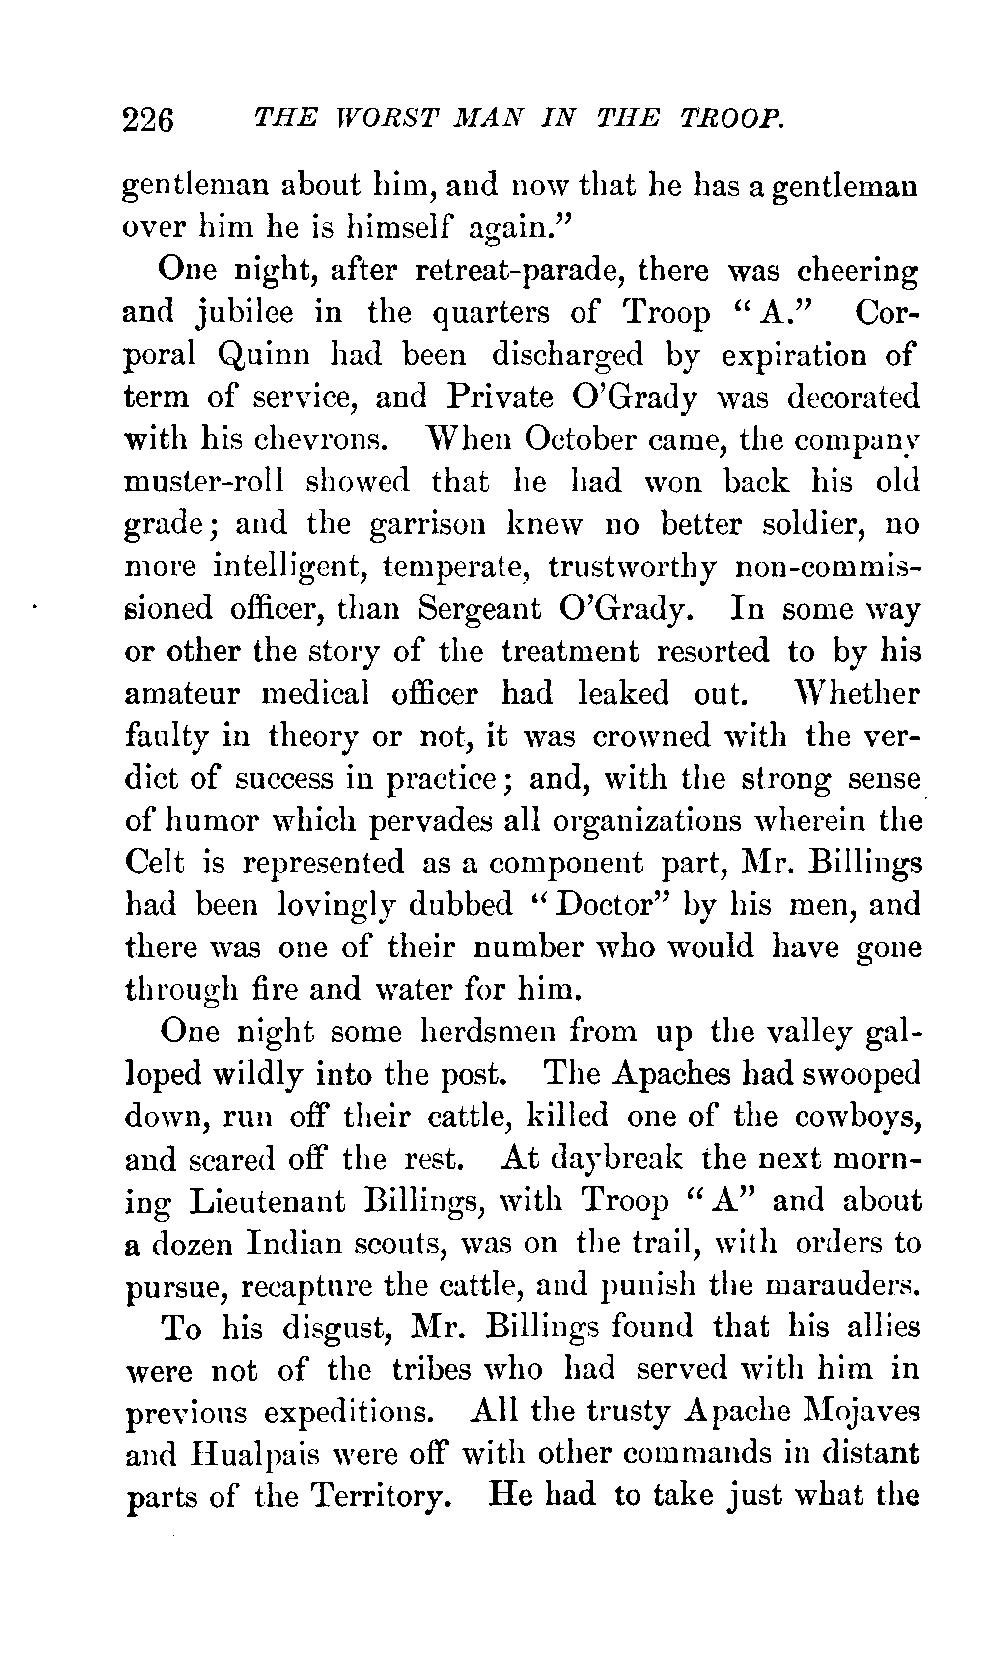 226 THE WORST MAN IN THE TROOP.
gentleman about him, and now that he has a gentleman
over him he is himself again.”
One night, after retreat-parade, there was cheering
and jubilee in the quarters of Troop “A.” Cor-
poral Quinn had been discharged by expiration of
term of service, and Private O’Grady was decorated
with his chevrons. When October came, the company
muster-roll showed that he had won back his old
grade; and the garrison knew no better soldier, no
more intelligent, temperate, trustworthy non-commis-
sioned officer, than Sergeant O’Grady. In some way
or other the story of the treatment resorted to by his
amateur medical officer had leaked out. Whether
faulty in theory or not, it was crowned with the ver-
dict of success in practice; and, with the strong sense
of humor which pervades all organizations wherein the
Celt is represented as a component part, Mr. Billings
had been lovingly dubbed “Doctor” by his men, and
there was one of their number who would have gone
through fire and water for him.
One night some herdsmen from up the valley gal-
loped wildly into the post. The Apaches had swooped
down, run off their cattle, killed one of the cowboys,
and scared off the rest. At daybreak the next morn-
ing Lieutenant Billings, with Troop “A” and about
a dozen Indian scouts, was on the trail, with orders to
pursue, recapture the cattle, and punish the marauders.
To his disgust, Mr. Billings found that his allies
were not of the tribes who had served with him in
previous expeditions. All the trusty Apache Mojaves
and Hualpais were off with other commands in distant
parts of the Territory. He had to take just what the